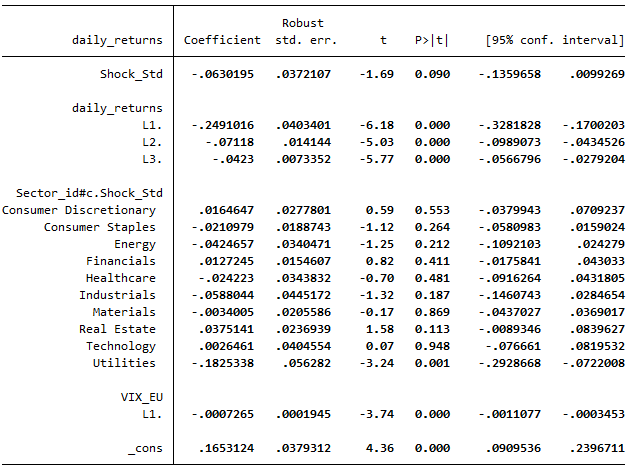 Robust
daily_returns Coefficient std. err. t P>|t| [95% conf. interval]
Shock_Std -.0630195 .0372107 -1.69 0.090 -.1359658 .0099269
daily_returns
L1. -.2491016 .0403401 -6.18 0.000 -.3281828 -.1700203
L2. -.07118 .014144 -5.03 0.000 -.0989073 -.0434526
L3. -.0423 .0073352 -5.77 0.000 -.0566796 -.0279204
Sector_id#c.Shock_Std
Consumer Discretionary .0164647 .0277801 0.59 0.553 -.0379943 .0709237
Consumer Staples -.0210979 .0188743 -1.12 0.264 -.0580983 .0159024
Energy -.0424657 .0340471 -1.25 0.212 -.1092103 .024279
Financials .0127245 .0154607 0.82 0.411 -.0175841 .043033
Healthcare -.024223 .0343832 -0.70 0.481 -.0916264 .0431805
Industrials -.0588044 .0445172 -1.32 0.187 -.1460743 .0284654
Materials -.0034005 .0205586 -0.17 0.869 -.0437027 .0369017
Real Estate .0375141 .0236939 1.58 0.113 -.0089346 .0839627
Technology .0026461 .0404554 0.07 0.948 -.076661 .0819532
Utilities -.1825338 .056282 -3.24 0.001 -.2928668 -.0722008
VIX_EU
L1. -.0007265 .0001945 -3.74 0.000 -.0011077 -.0003453
_cons .1653124 .0379312 4.36 0.000 .0909536 .2396711